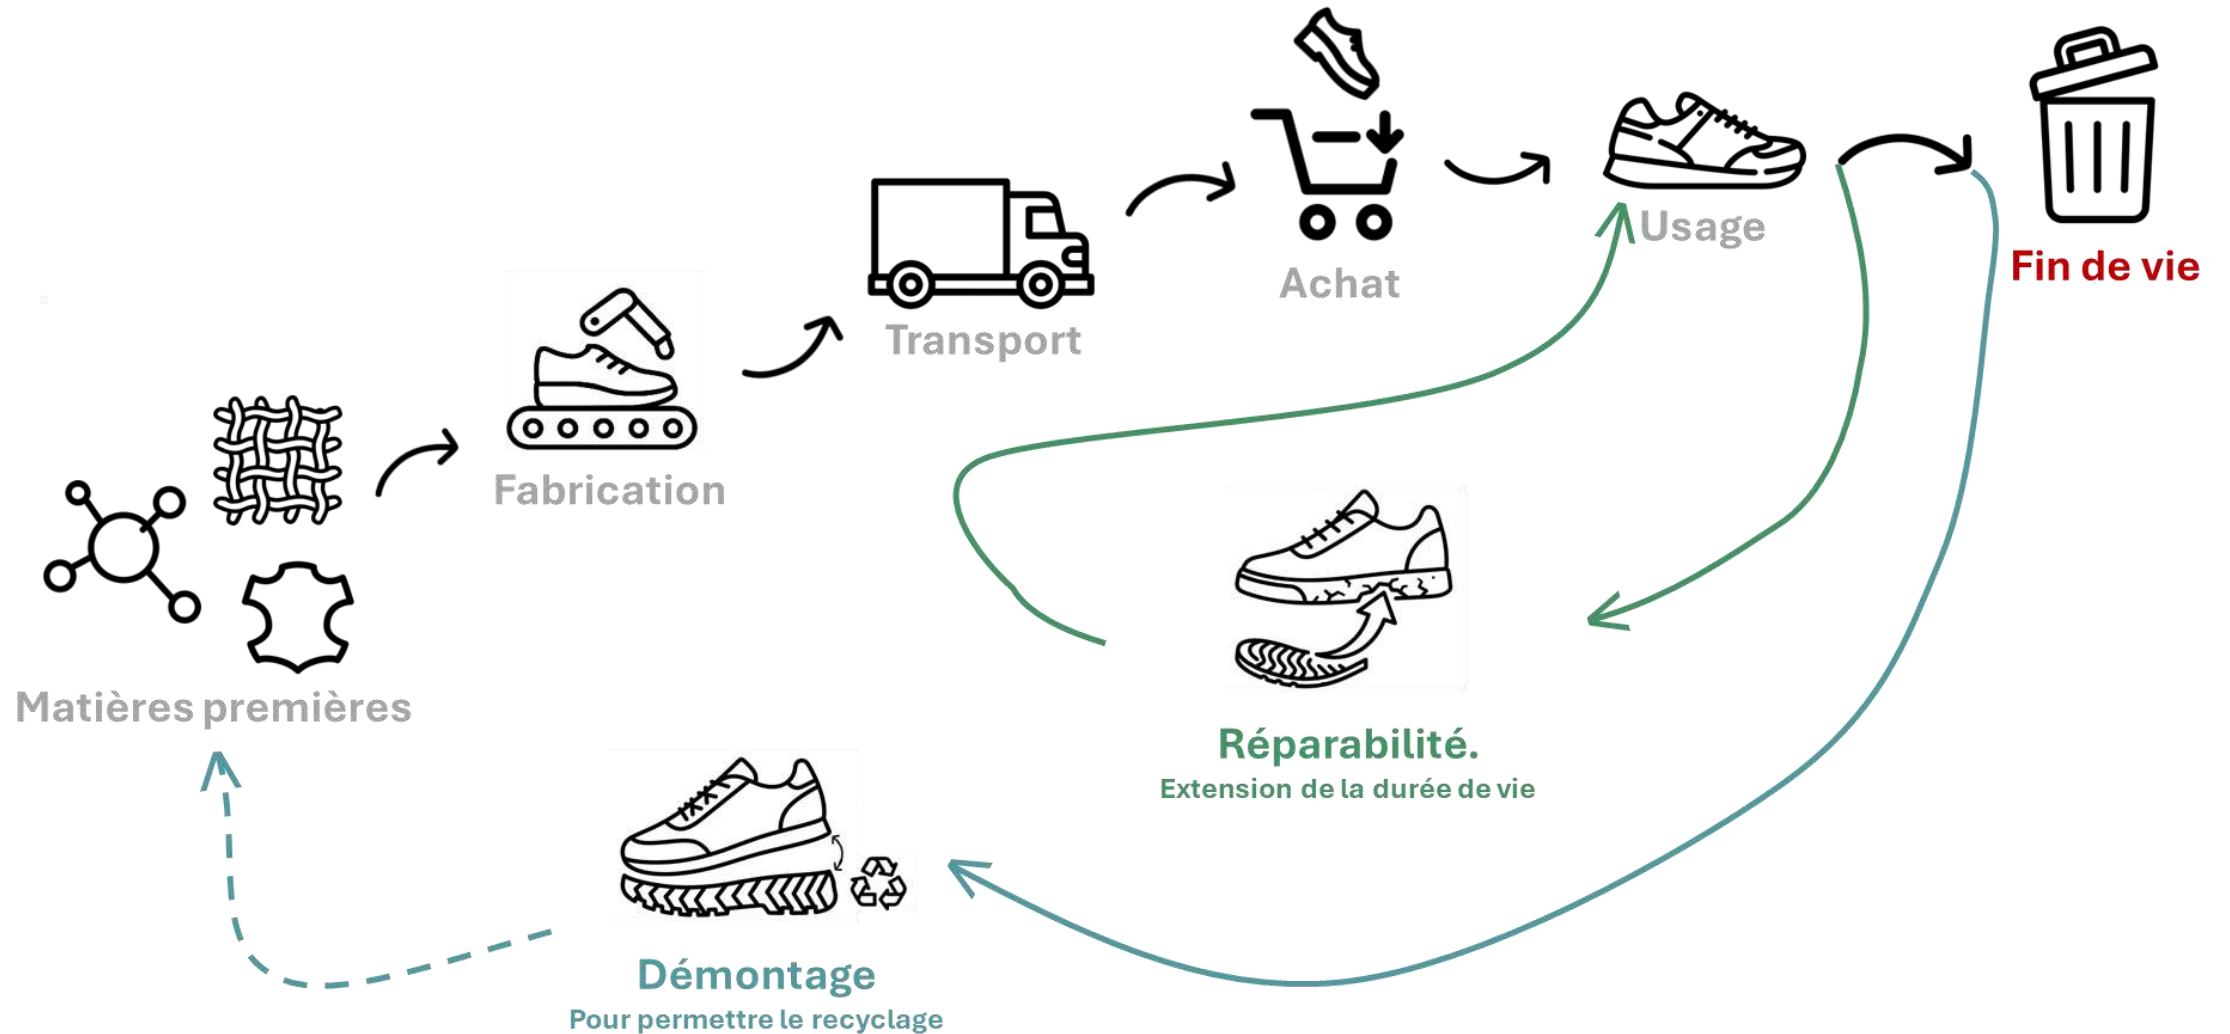 Matières premières
Fabrication
Transport
Achat
Usage
Fin de vie
Réparabilité.
Extension de la durée de vie
Démontage
Pour permettre le recyclage